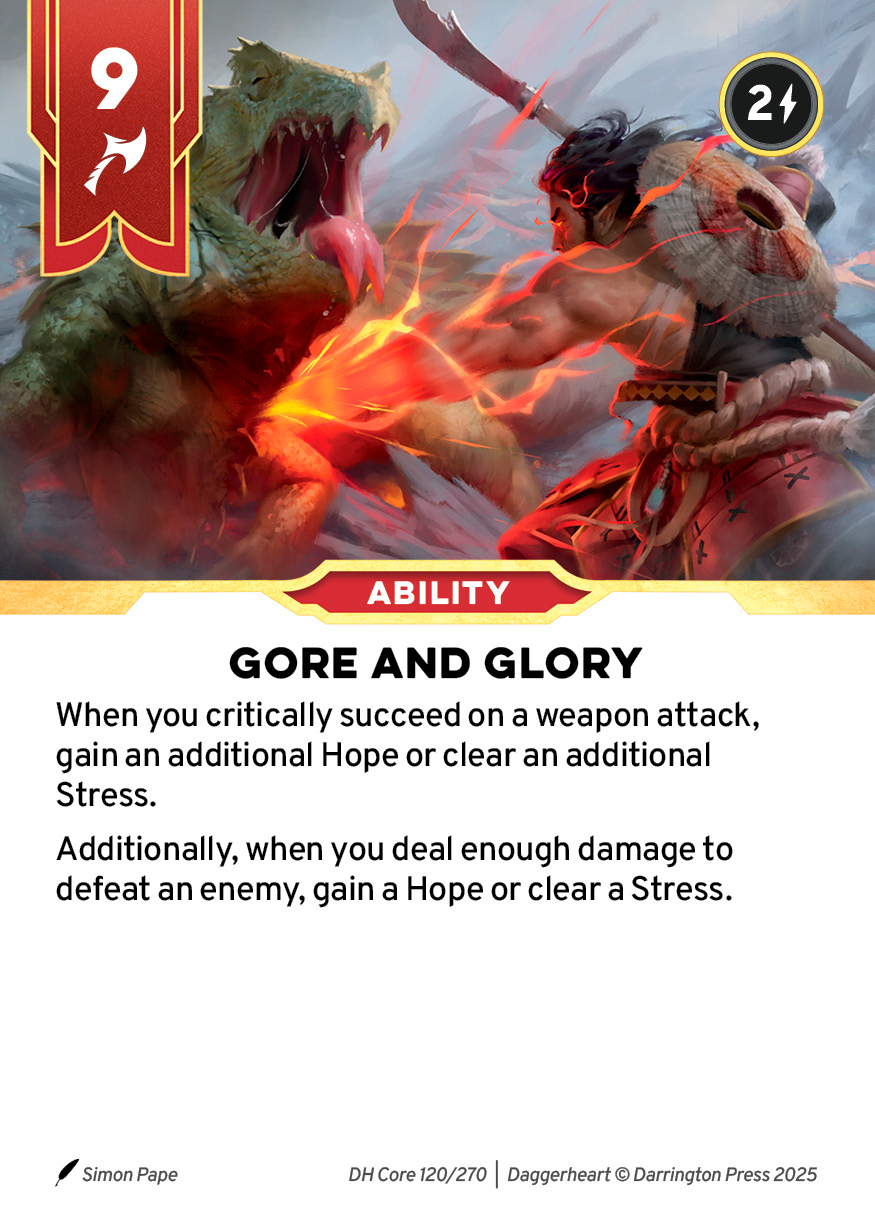 9
2
ABILITY
GORE AND GLORY
When you critically succeed on a weapon attack,
gain an additional Hope or clear an additional
Stress.
Additionally, when you deal enough damage to
defeat an enemy, gain a Hope or clear a Stress.
Simon Pape
DH Core 120/270 | Daggerheart © Darrington Press 2025